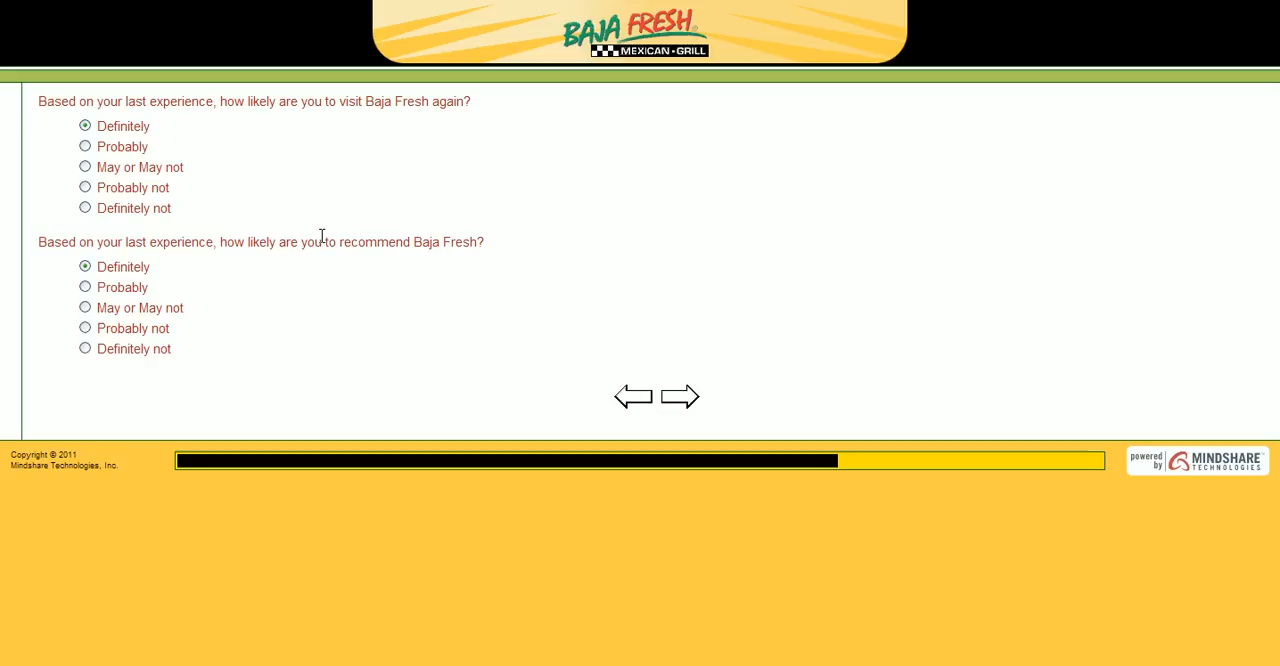 BAJA FRESH
MEXICAN • GRILL
Based on your last experience, how likely are you to visit Baja Fresh again?
Definitely
Probably
May or May not
Probably not
Definitely not
Based on your last experience, how likely are you to recommend Baja Fresh?
Definitely
Probably
May or May not
Probably not
Definitely not
Copyright © 2011
Mindshare Technologies, Inc.
powered
by
MINDSHARE
TECHNOLOGIES